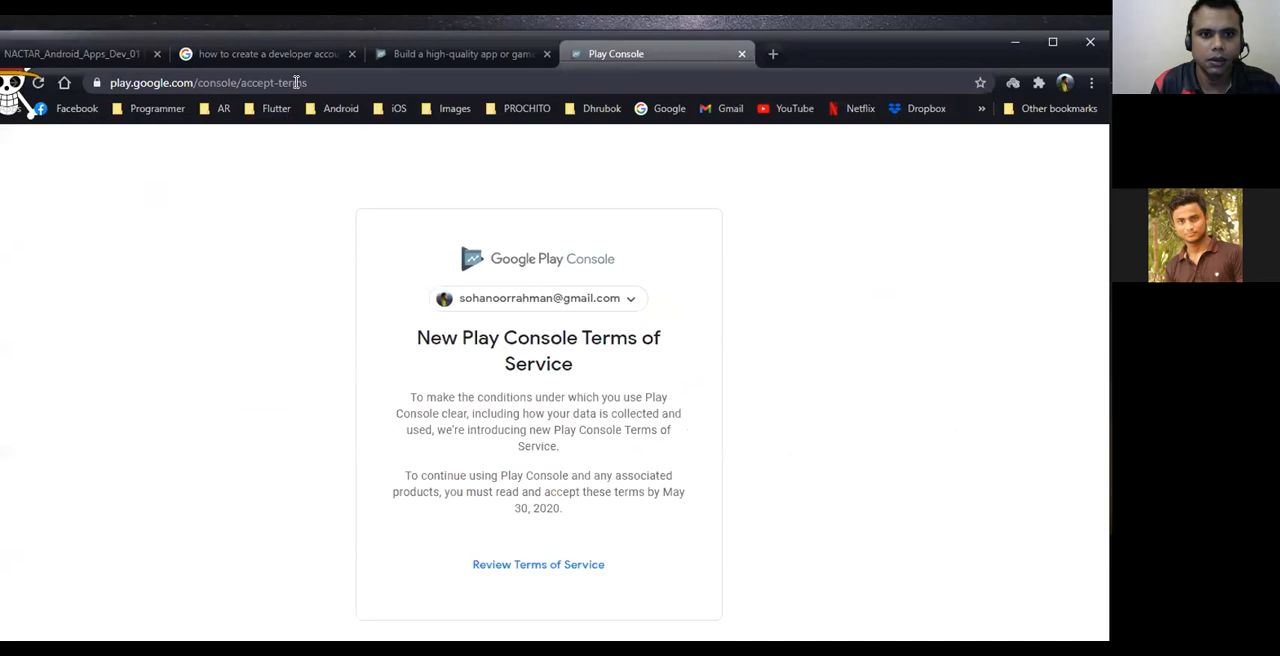 NACTAR_Android_Apps_Dev_01
how to create a developer accou
Build a high-quality app or game
Play Console
play.google.com/console/accept-terms
Facebook
Programmer
AR
Flutter
Android
iOS
Images
PROCHITO
Dhrubok
Google
Gmail
YouTube
Netflix
Dropbox
»
Other bookmarks
Google Play Console
sohanoorrahman@gmail.com
New Play Console Terms of
Service
To make the conditions under which you use Play
Console clear, including how your data is collected and
used, we're introducing new Play Console Terms of
Service.
To continue using Play Console and any associated
products, you must read and accept these terms by May
30, 2020.
Review Terms of Service